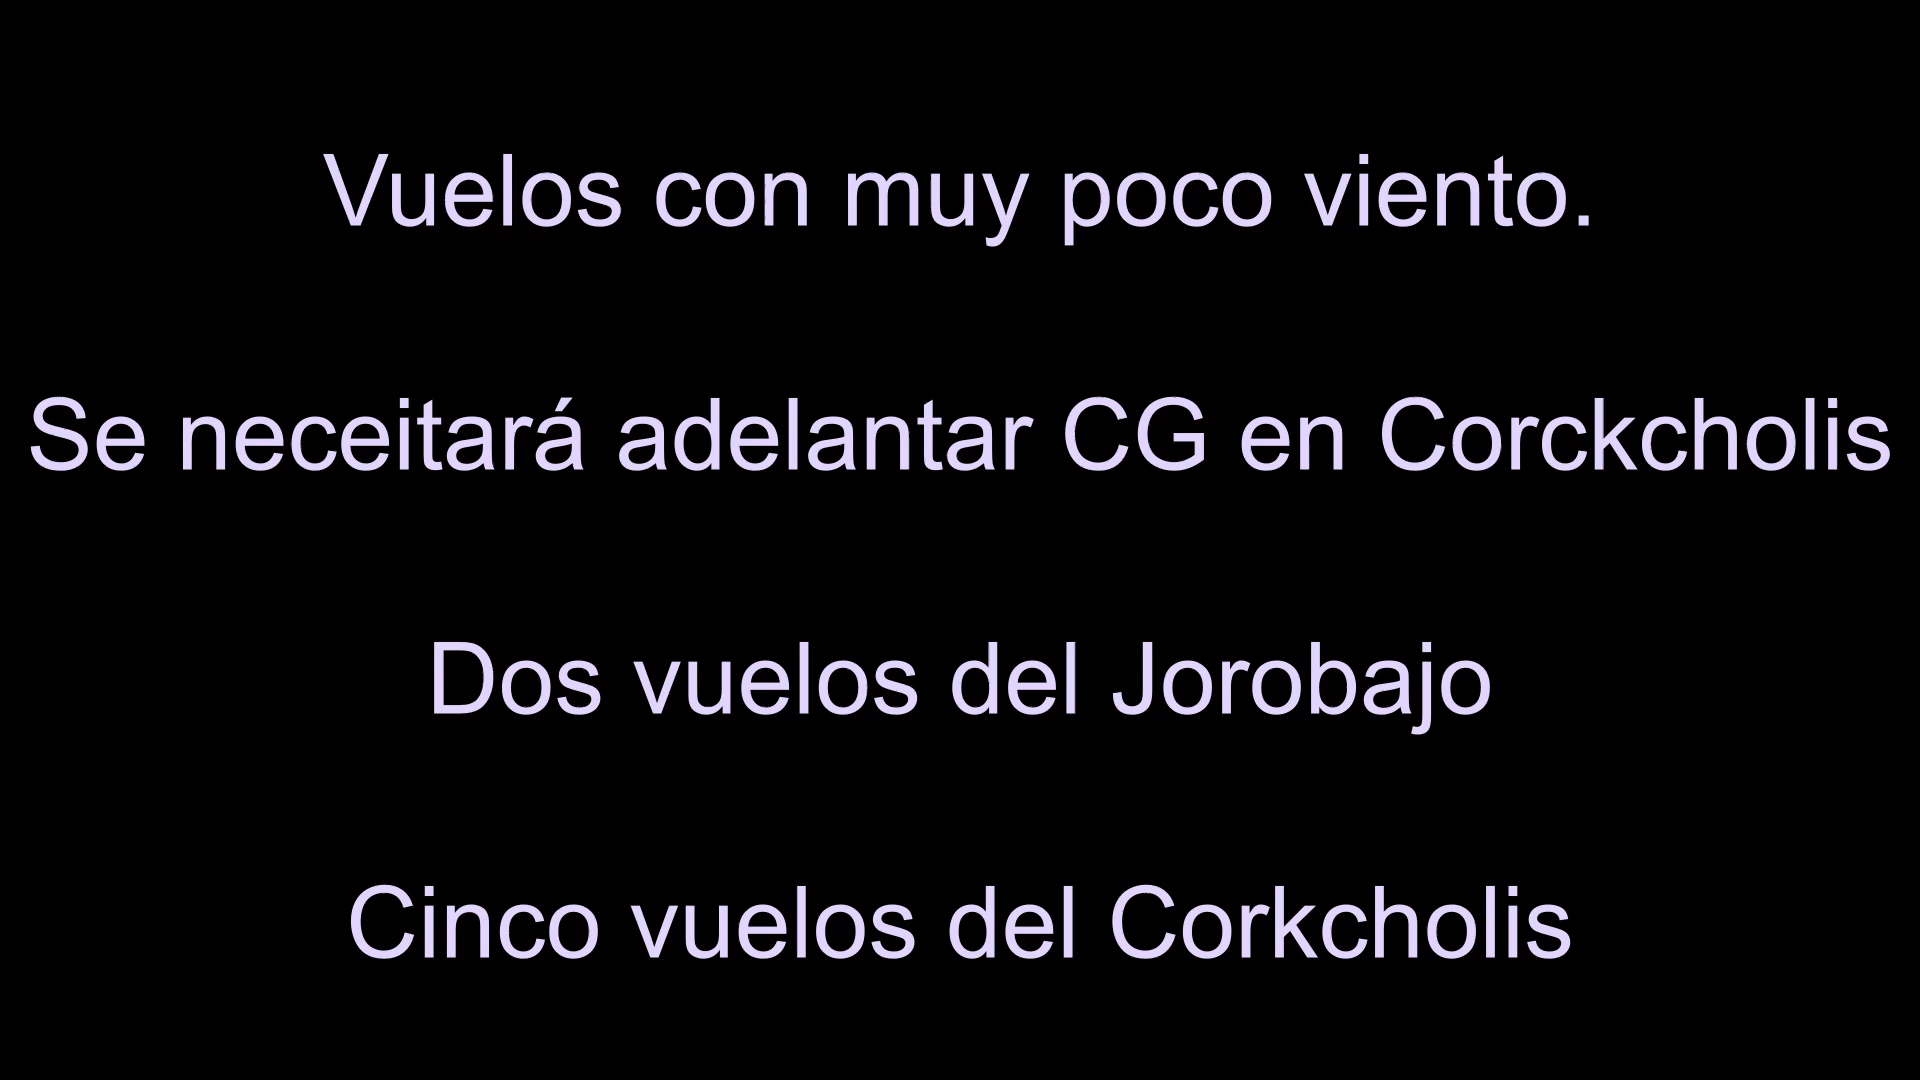 Vuelos con muy poco viento.
Se neceitará adelantar CG en Corckcholis
Dos vuelos del Jorobajo
Cinco vuelos del Corkcholis